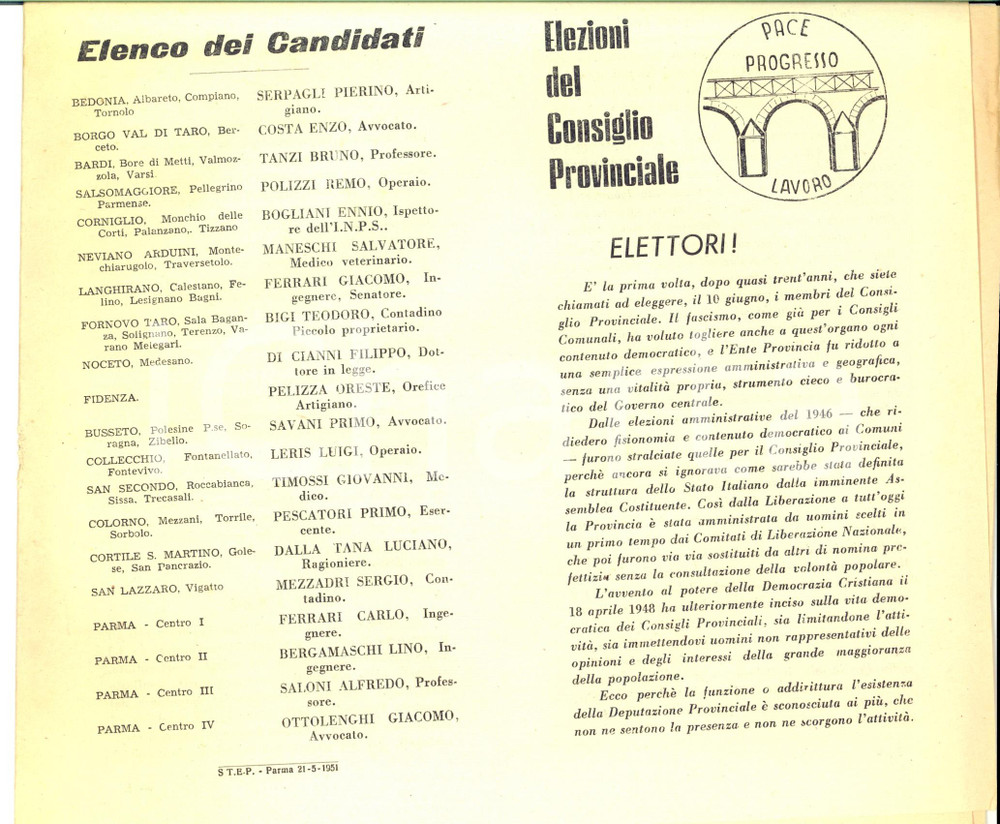 Elenco dei Candidati
BEDONIA, Albareto, Compiano,
Tornolo
SERPAGLI PIERINO, Arti-
giano.
BORGO VAL DI TARO, Ber-
ceto.
COSTA ENZO, Avvocato.
BARDI, Bore di Metti, Valmoz-
zola, Varsi.
TANZI BRUNO, Professore.
SALSOMAGGIORE, Pellegrino
Parmense.
POLIZZI REMO, Operaio.
CORNIGLIO, Monchio delle
Corti, Palanzano,. Tizzano
BOGLIANI ENNIO, Ispetto-
re dell'I.N.P.S..
NEVIANO ARDUINI, Monte-
chiarugolo, Traversetolo.
MANESCHI SALVATORE,
Medico veterinario.
LANGHIRANO, Calestano, Fe-
lino, Lesignano Bagni.
FERRARI GIACOMO, In-
gegnere, Senatore.
FORNOVO TARO, Sala Bagan-
za, Solignano, Terenzo, Va-
rano Melegari.
BIGI TEODORO, Contadino
Piccolo proprietario.
NOCETO, Medesano.
DI CIANNI FILIPPO, Dot-
tore in legge.
FIDENZA.
PELIZZA ORESTE, Orefice
Artigiano.
BUSSETO, Polesine P.se, So-
ragna, Zibello.
SAVANI PRIMO, Avvocato.
COLLECCHIO, Fontanellato,
Fontevivo.
LERIS LUIGI, Operaio.
SAN SECONDO, Roccabianca,
Sissa, Trecasali.
TIMOSSI GIOVANNI, Me-
dico.
COLORNO, Mezzani, Torrile,
Sorbolo.
PESCATORI PRIMO, Eser-
cente.
CORTILE S. MARTINO, Gole-
se, San Pancrazio.
DALLA TANA LUCIANO,
Ragioniere.
SAN LAZZARO, Vigatto
MEZZADRI SERGIO, Con-
tadino.
PARMA - Centro I
FERRARI CARLO, Inge-
gnere.
PARMA - Centro II
BERGAMASCHI LINO, In-
gegnere.
PARMA - Centro III
SALONI ALFREDO, Profes-
sore.
PARMA - Centro IV
OTTOLENGHI GIACOMO,
Avvocato.
S T.E.P. - Parma 21-5-1951
Elezioni
del
Consiglio
Provinciale
PACE
PROGRESSO
LAVORO
ELETTORI!
E' la prima volta, dopo quasi trent'anni, che siete
chiamati ad eleggere, il 10 giugno, i membri del Consi-
glio Provinciale. Il fascismo, come già per i Consigli
Comunali, ha voluto togliere anche a quest'organo ogni
contenuto democratico, e l'Ente Provincia fu ridotto a
una semplice espressione amministrativa e geografica,
senza una vitalità propria, strumento cieco e burocra-
tico del Governo centrale.
Dalle elezioni amministrative del 1946 — che ri-
diedero fisionomia e contenuto democratico ai Comuni
— furono stralciate quelle per il Consiglio Provinciale,
perchè ancora si ignorava come sarebbe stata definita
la struttura dello Stato Italiano dalla imminente As-
semblea Costituente. Così dalla Liberazione a tutt'oggi
la Provincia è stata amministrata da uomini scelti in
un primo tempo dai Comitati di Liberazione Nazionale,
che poi furono via via sostituiti da altri di nomina pre-
fettizia senza la consultazione della volontà popolare.
L'avvento al potere della Democrazia Cristiana il
18 aprile 1948 ha ulteriormente inciso sulla vita demo-
cratica dei Consigli Provinciali, sia limitandone l'atti-
vità, sia immettendovi uomini non rappresentativi delle
opinioni e degli interessi della grande maggioranza
della popolazione.
Ecco perchè la funzione o addirittura l'esistenza
della Deputazione Provinciale è sconosciuta ai più, che
non ne sentono la presenza e non ne scorgono l'attività.